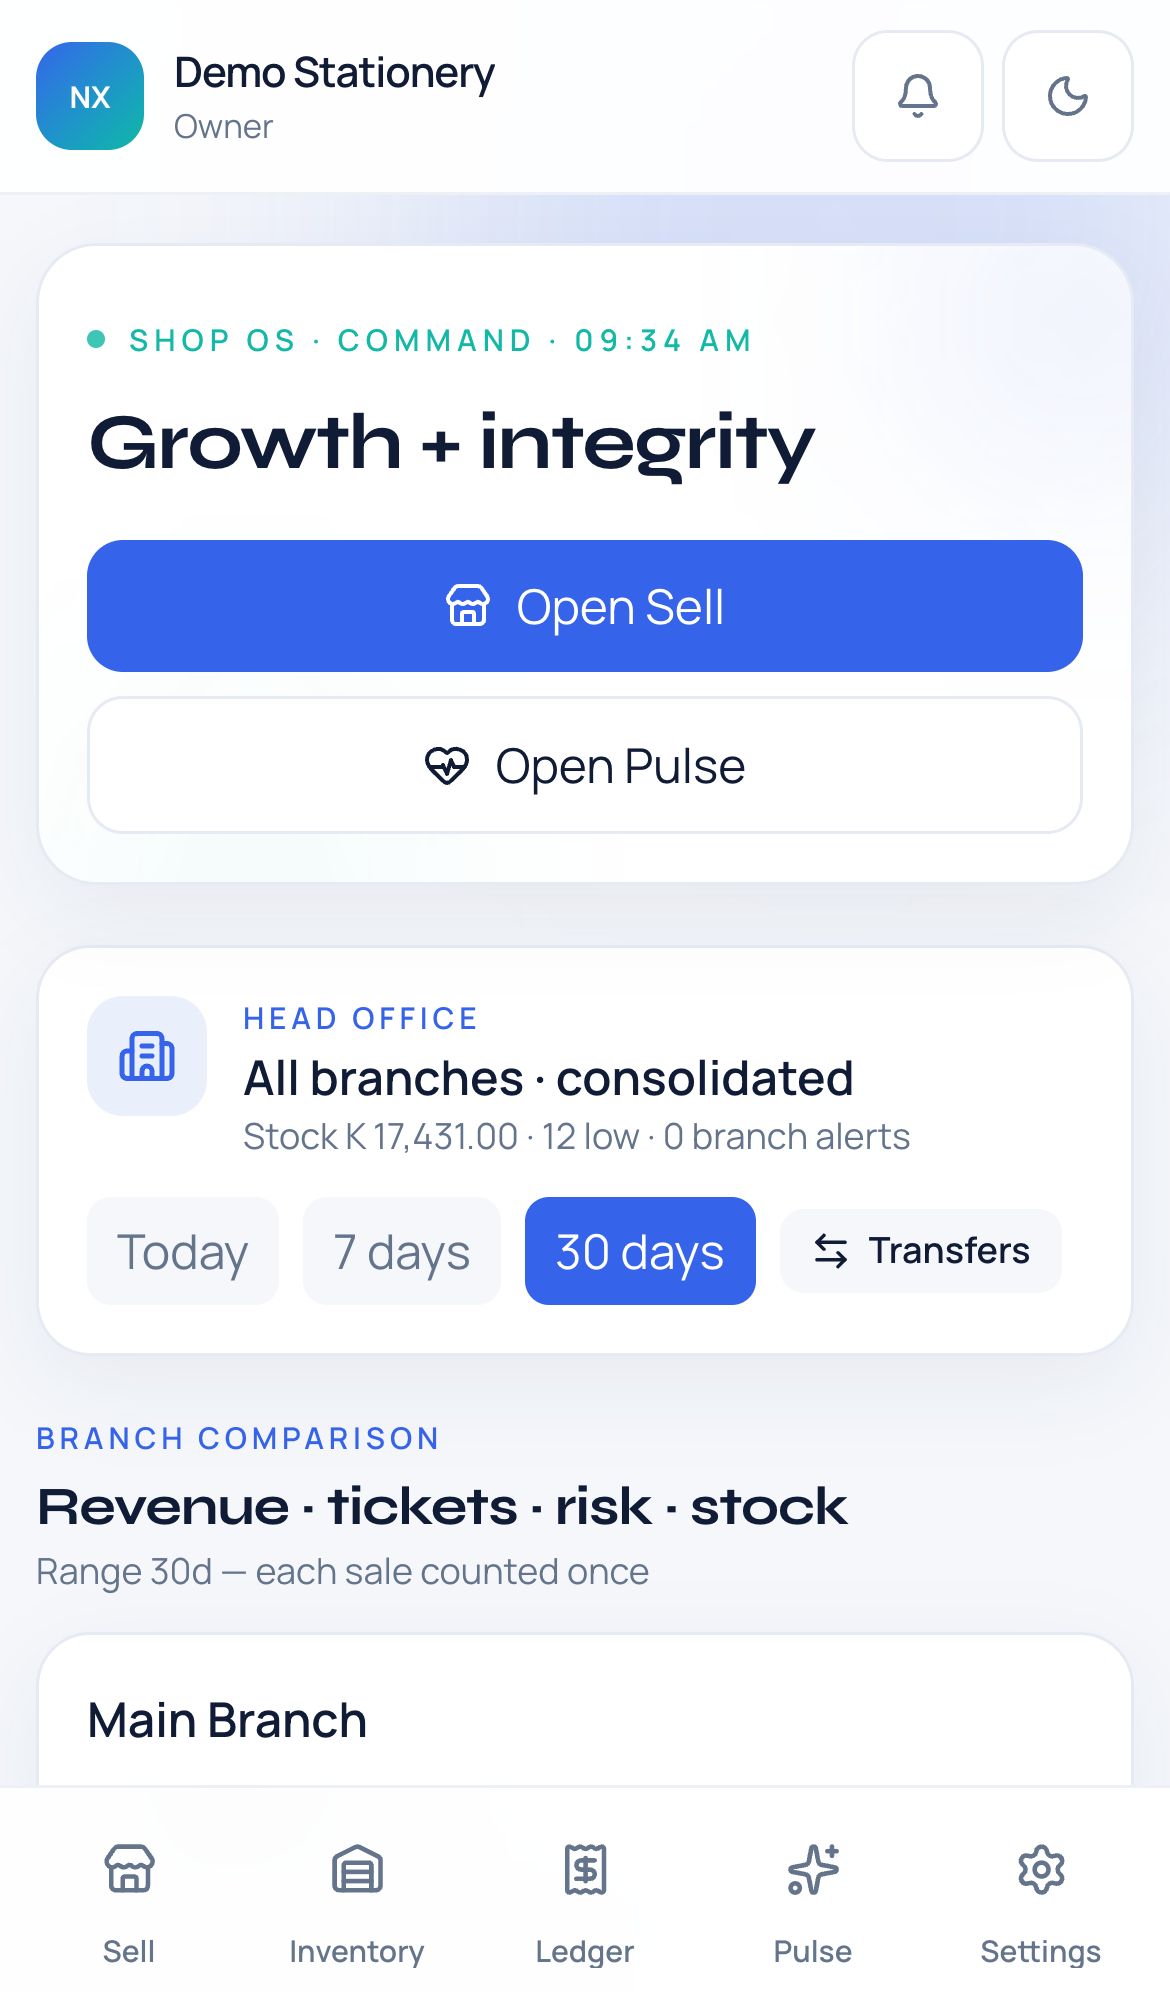 NX
Demo Stationery
Owner
SHOP OS · COMMAND · 09:34 AM
Growth + integrity
Open Sell
Open Pulse
HEAD OFFICE
All branches · consolidated
Stock K 17,431.00 · 12 low · 0 branch alerts
Today 7 days 30 days Transfers
BRANCH COMPARISON
Revenue · tickets · risk · stock
Range 30d — each sale counted once
Main Branch
Sell Inventory Ledger Pulse Settings